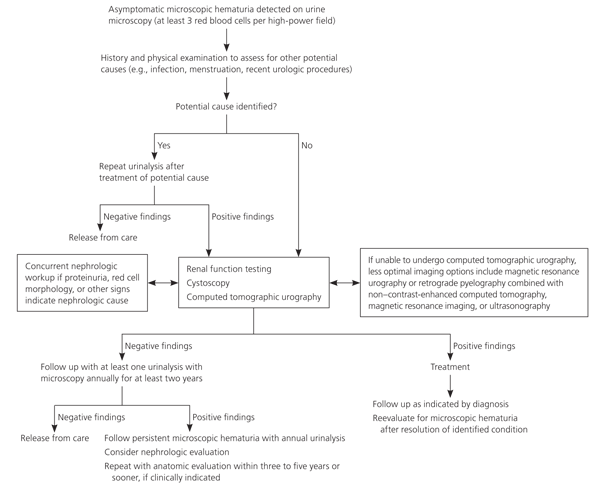 Asymptomatic microscopic hematuria detected on urine
microscopy (at least 3 red blood cells per high-power field)
History and physical examination to assess for other potential
causes (e.g., infection, menstruation, recent urologic procedures)
Potential cause identified?
Yes
No
Repeat urinalysis after
treatment of potential cause
Negative findings
Positive findings
Release from care
Concurrent nephrologic
workup if proteinuria, red cell
morphology, or other signs
indicate nephrologic cause
Renal function testing
Cystoscopy
Computed tomographic urography
If unable to undergo computed tomographic urography,
less optimal imaging options include magnetic resonance
urography or retrograde pyelography combined with
non–contrast-enhanced computed tomography,
magnetic resonance imaging, or ultrasonography
Negative findings
Positive findings
Follow up with at least one urinalysis with
microscopy annually for at least two years
Treatment
Negative findings
Positive findings
Follow up as indicated by diagnosis
Reevaluate for microscopic hematuria
after resolution of identified condition
Release from care
Follow persistent microscopic hematuria with annual urinalysis
Consider nephrologic evaluation
Repeat with anatomic evaluation within three to five years or
sooner, if clinically indicated